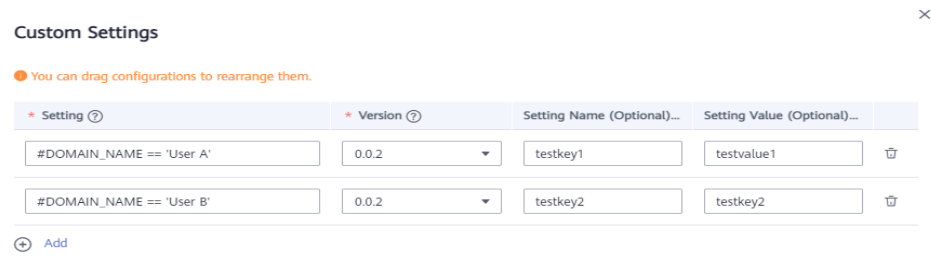 Custom Settings
You can drag configurations to rearrange them.
* Setting * Version Setting Name (Optional)... Setting Value (Optional)...
#DOMAIN_NAME == 'User A' 0.0.2 testkey1 testvalue1
#DOMAIN_NAME == 'User B' 0.0.2 testkey2 testkey2
Add